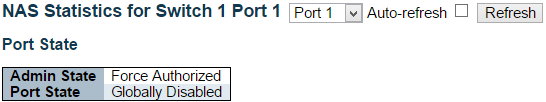 NAS Statistics for Switch 1 Port 1 Port 1 Auto-refresh Refresh
Port State
Admin State Force Authorized
Port State Globally Disabled